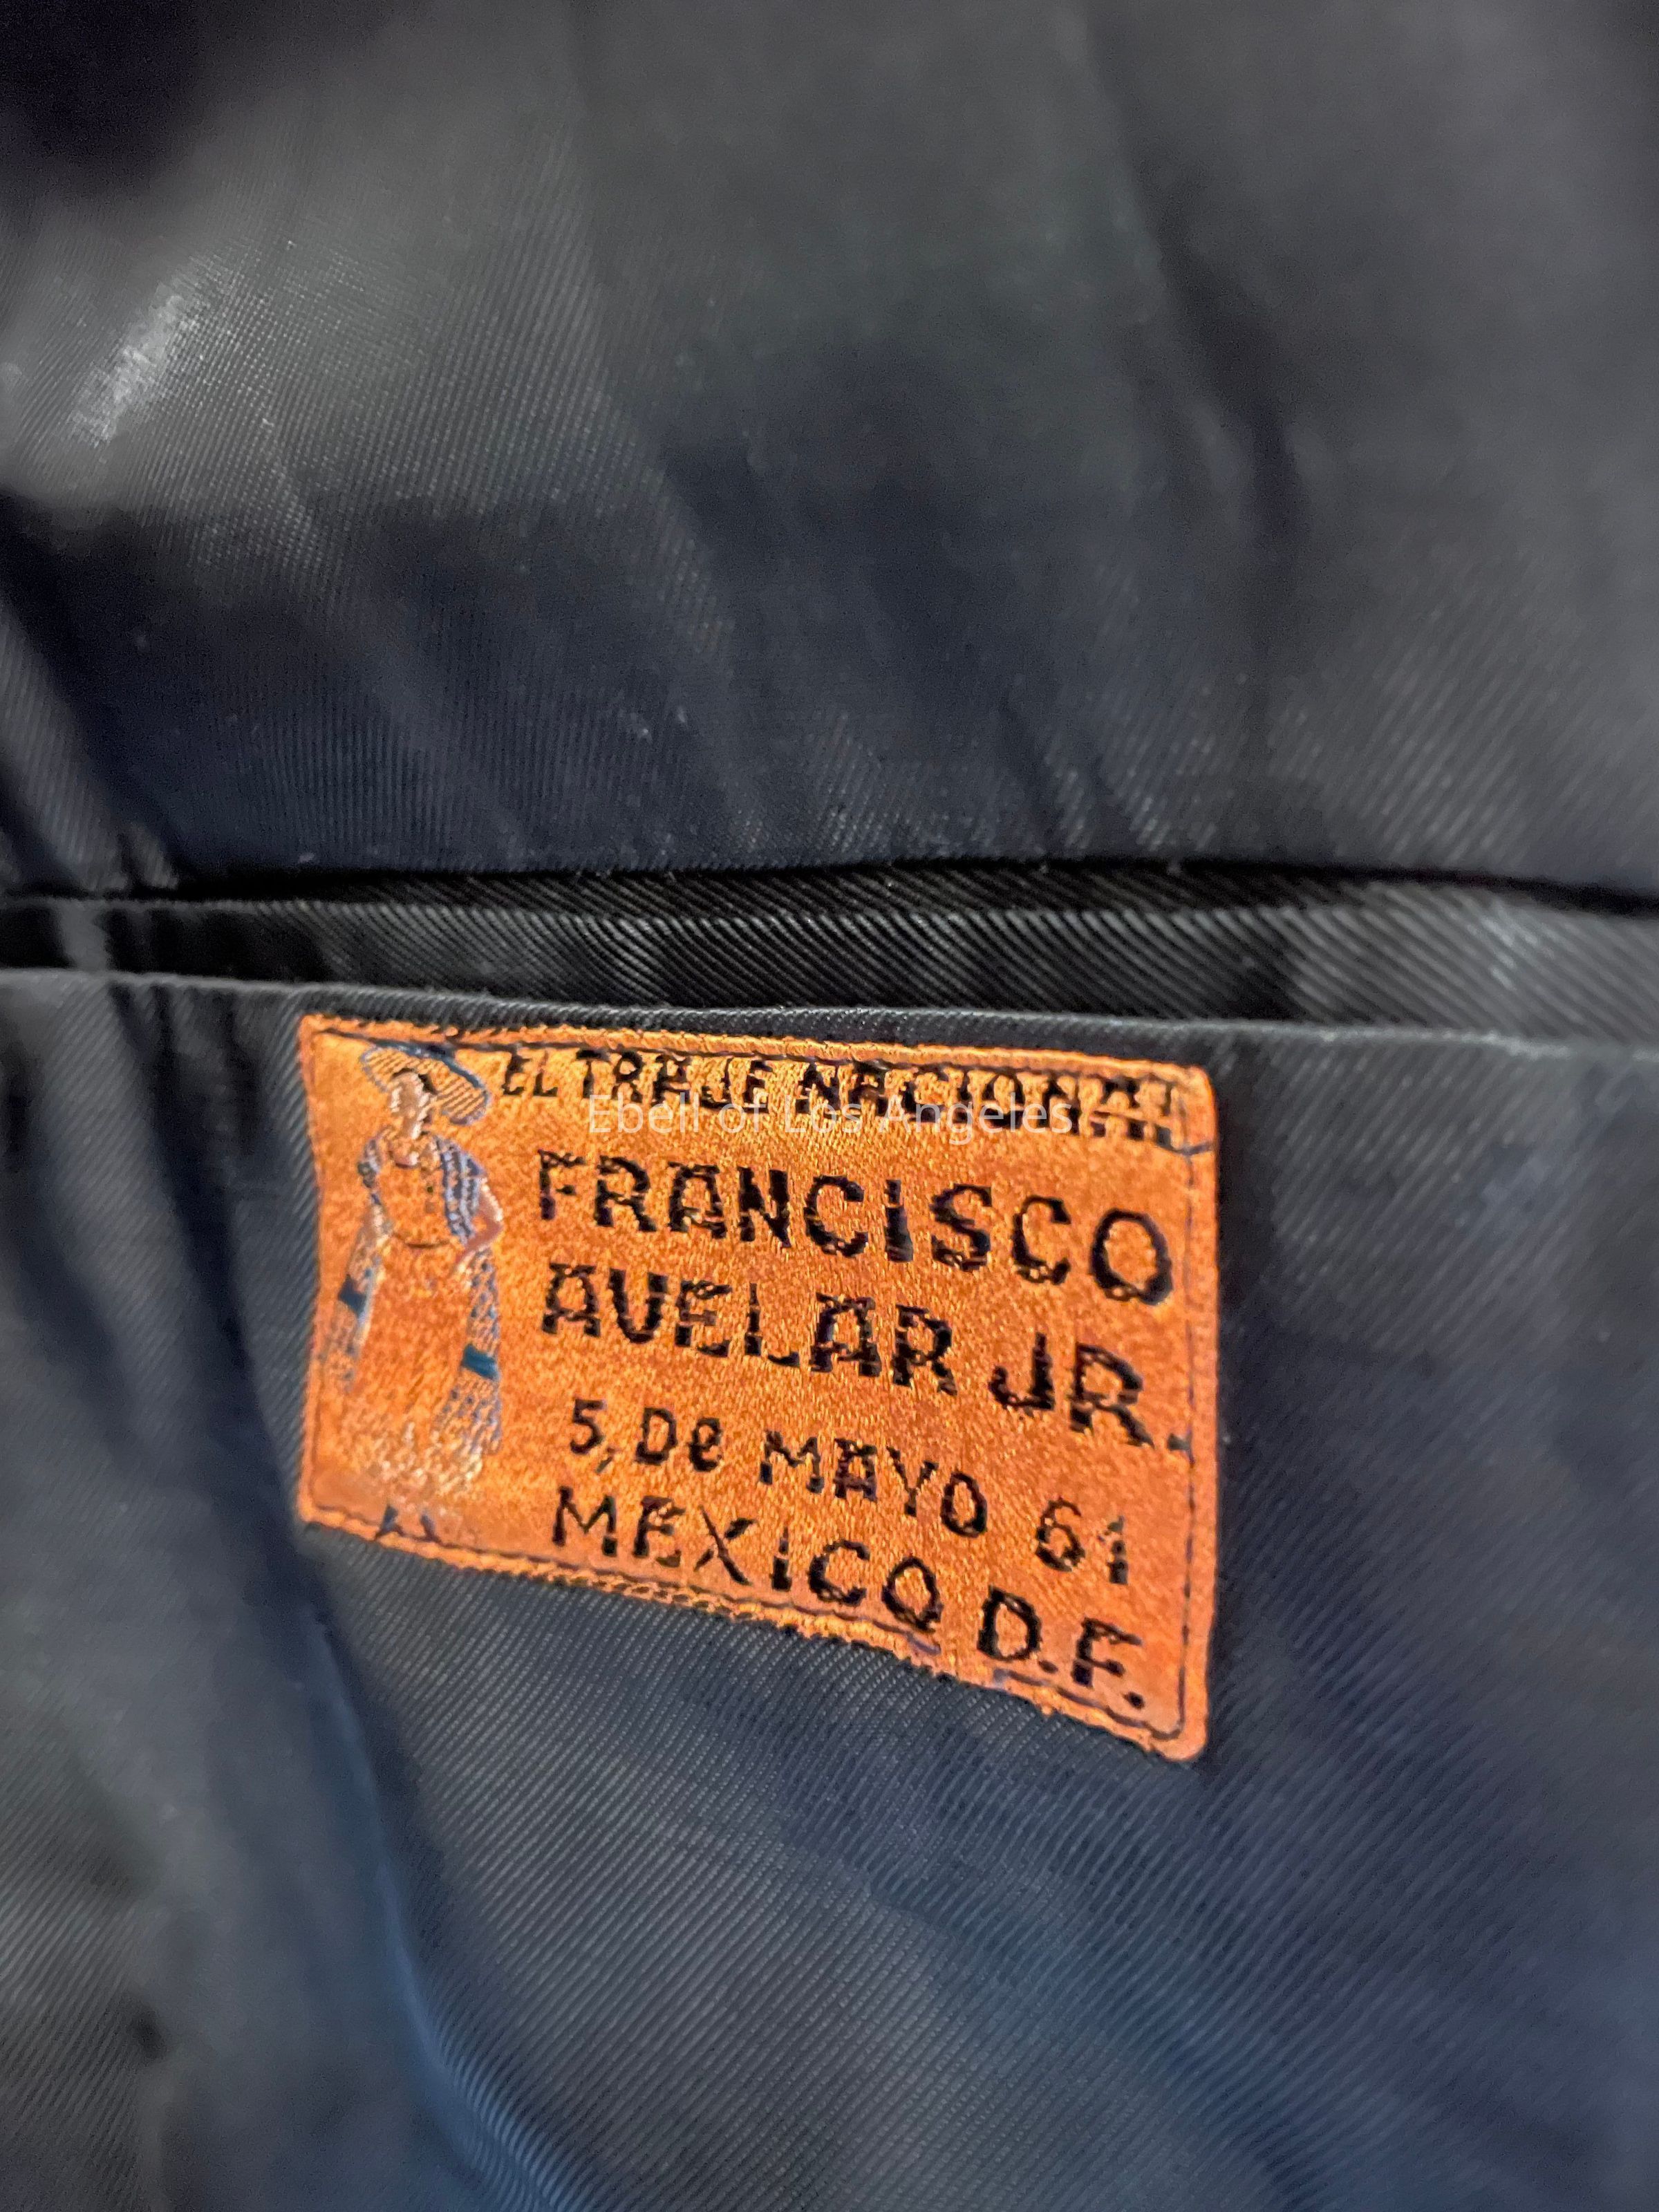 EL TRAJE NACIONAL
Ebell of Los Angeles
FRANCISCO
AVELAR JR.
5, De MAYO 61
MEXICO D.F.